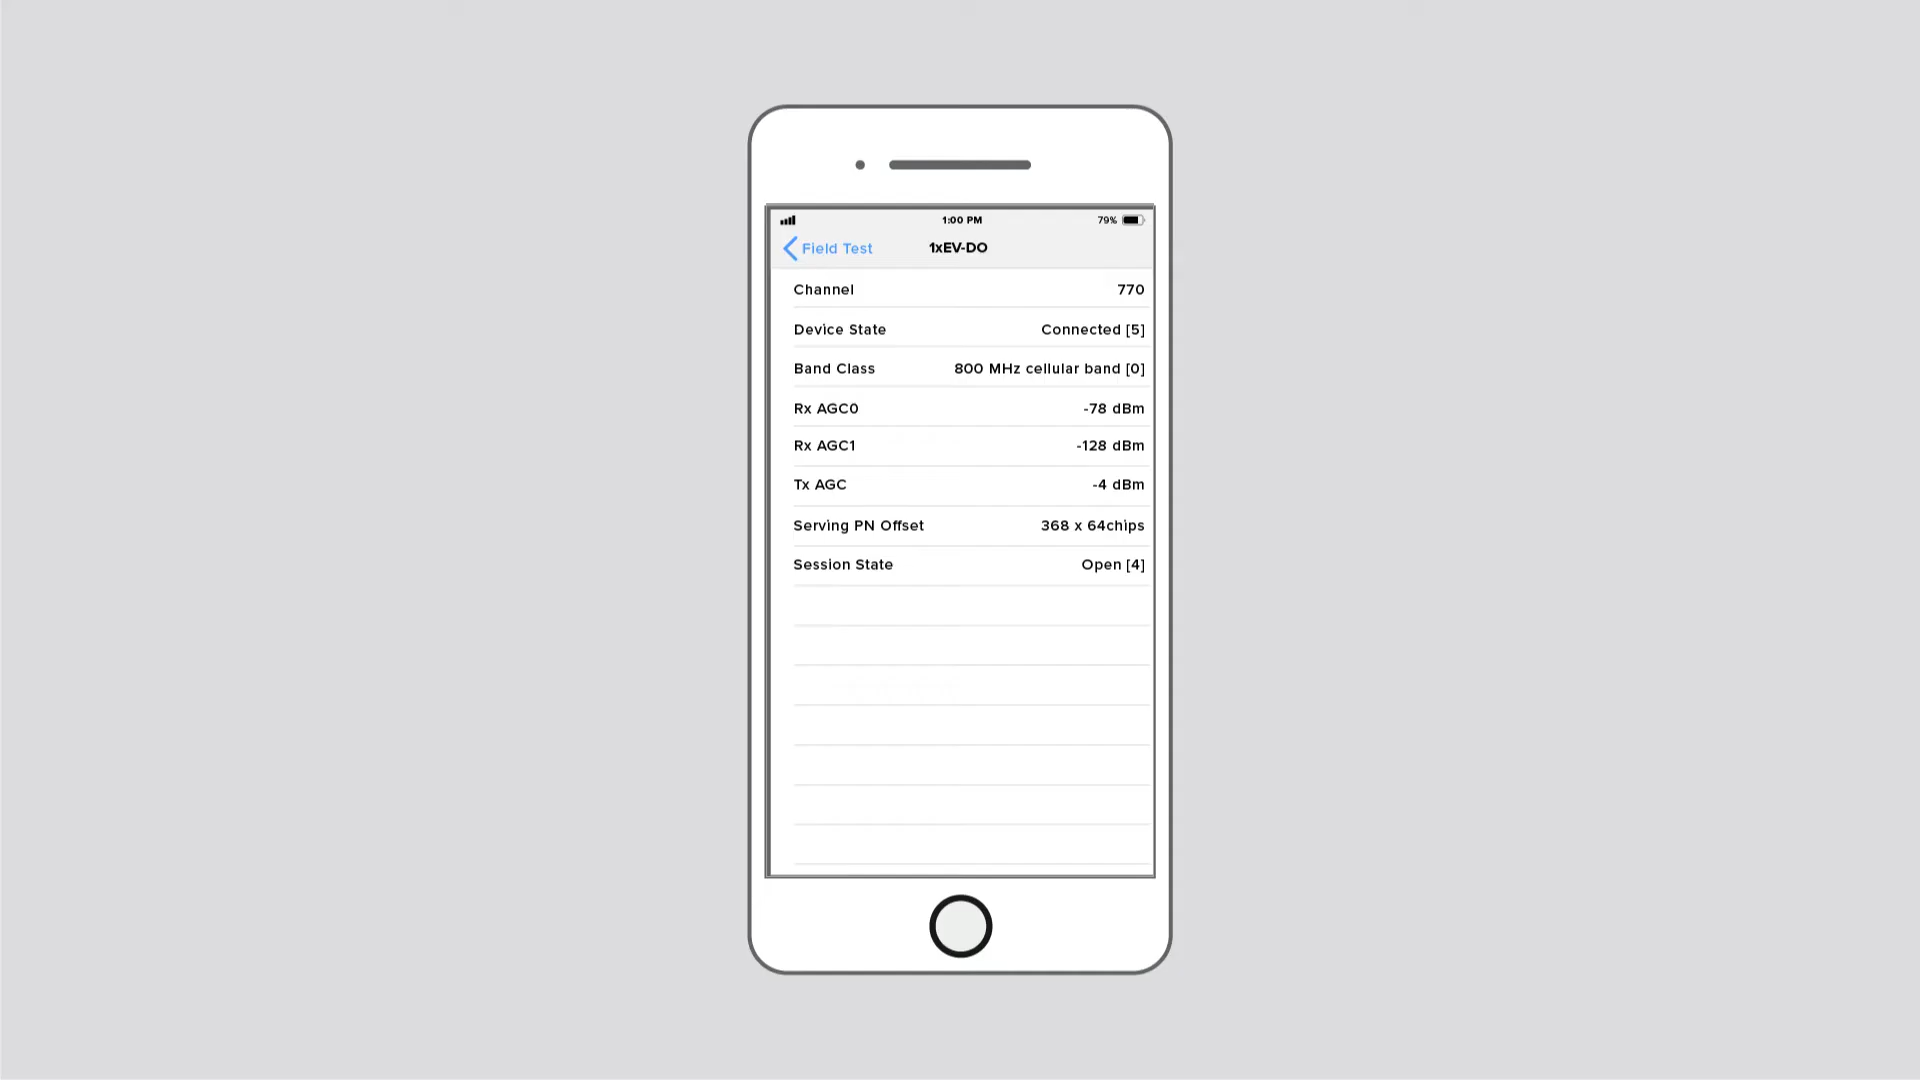 1:00 PM 79%
Field Test 1xEV-DO
Channel 770
Device State Connected [5]
Band Class 800 MHz cellular band [0]
Rx AGC0 -78 dBm
Rx AGC1 -128 dBm
Tx AGC -4 dBm
Serving PN Offset 368 x 64chips
Session State Open [4]